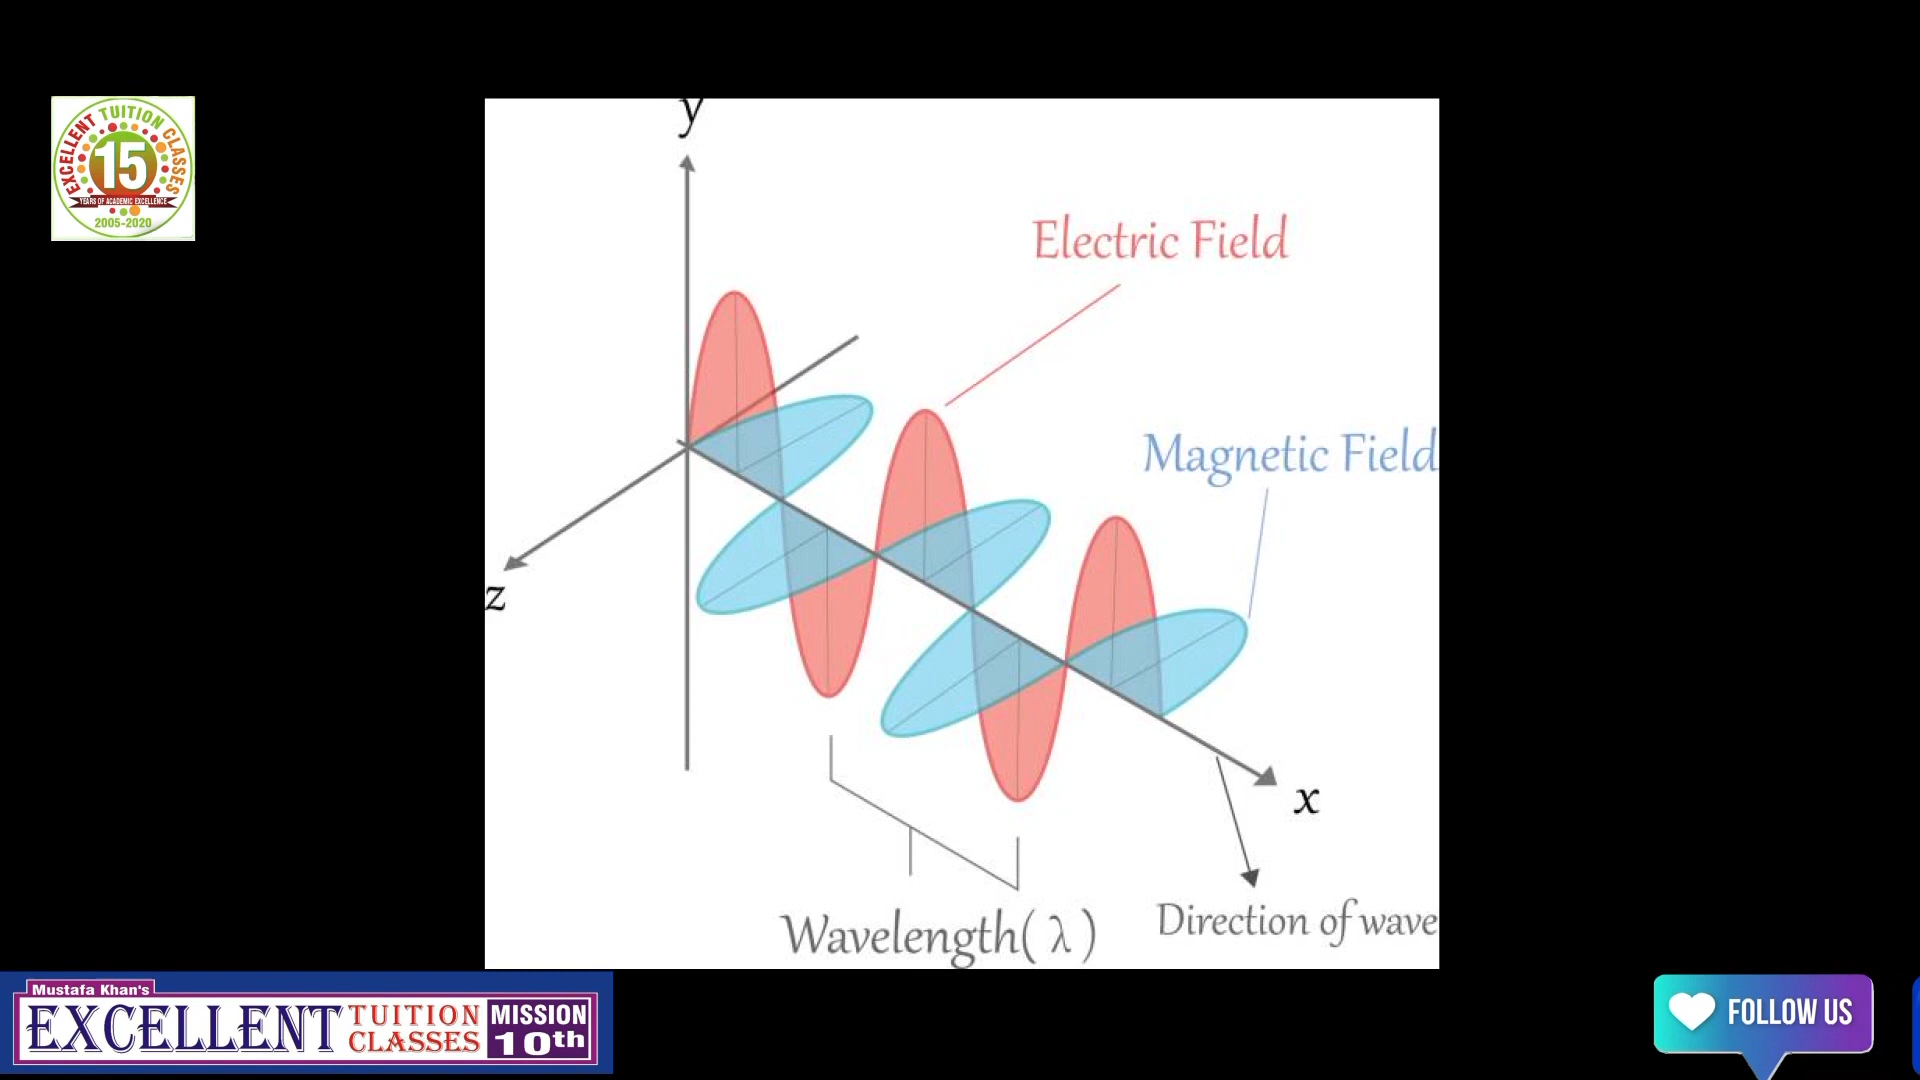 EXCELLENT TUITION CLASSES
15
YEARS OF ACADEMIC EXCELLENCE
2005-2020
y
Electric Field
Magnetic Field
z
x
Wavelength( λ )
Direction of wave
Mustafa Khan's
EXCELLENT TUITION CLASSES
MISSION 10th
FOLLOW US